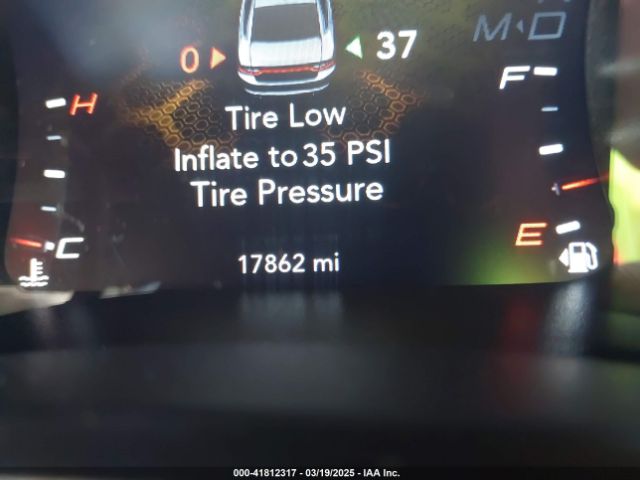 M◄D
0 37
H F
Tire Low
Inflate to 35 PSI
Tire Pressure
C E
17862 mi
000-41812317 - 03/19/2025 - IAA Inc.